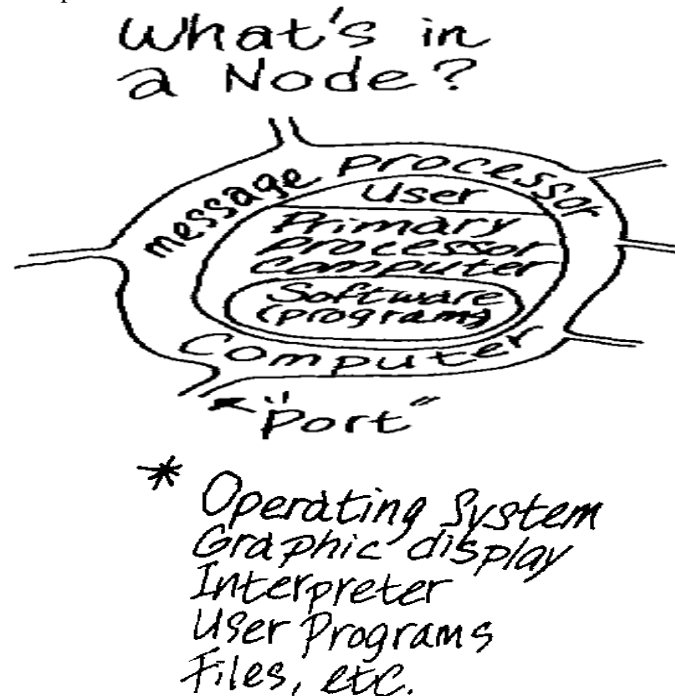 What's in
a Node?
message processor
User
Primary
processor
computer
Software
(programs)
Computer
"Port"
* Operating System
Graphic display
Interpreter
User Programs
Files, etc.